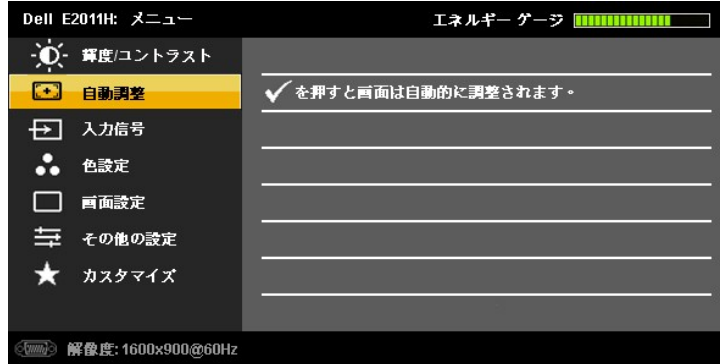 Dell E2011H: メニュー
エネルギー ゲージ
輝度/コントラスト
自動調整
を押すと画面は自動的に調整されます。
入力信号
色設定
画面設定
その他の設定
カスタマイズ
解像度: 1600x900@60Hz